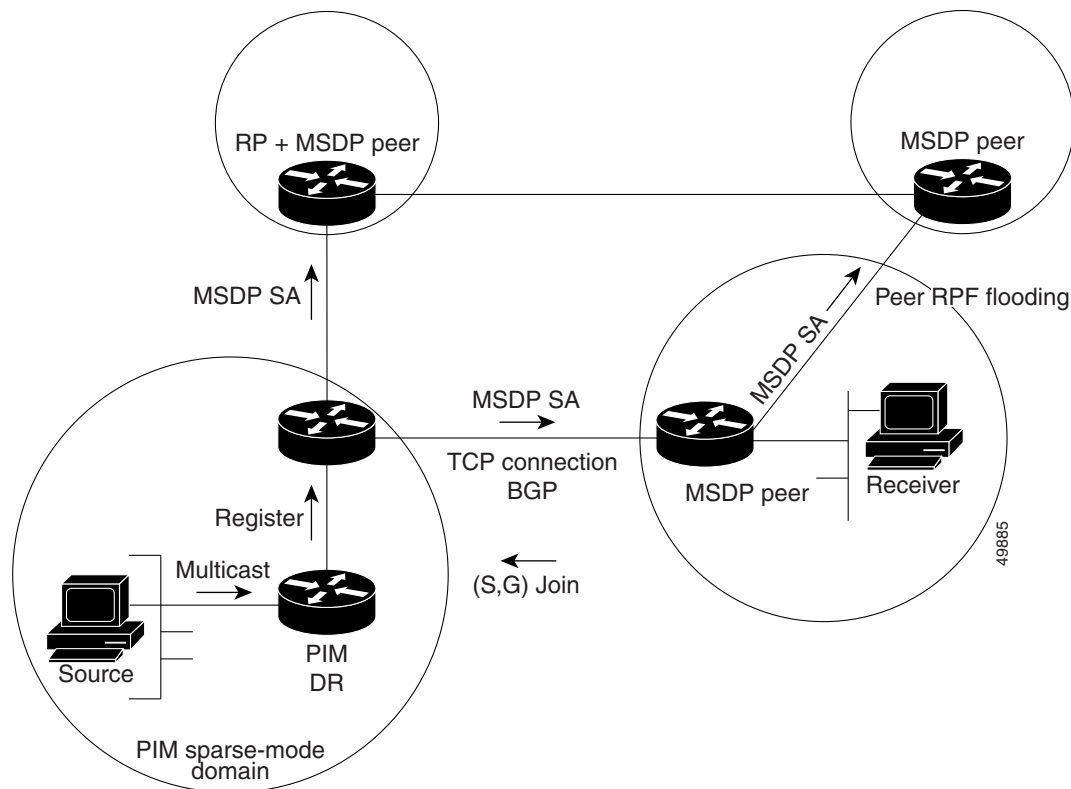 RP + MSDP peer
MSDP peer
MSDP SA
Peer RPF flooding
MSDP SA
MSDP SA
TCP connection
BGP
MSDP peer
Receiver
Register
49885
Multicast
(S,G) Join
Source
PIM
DR
PIM sparse-mode
domain